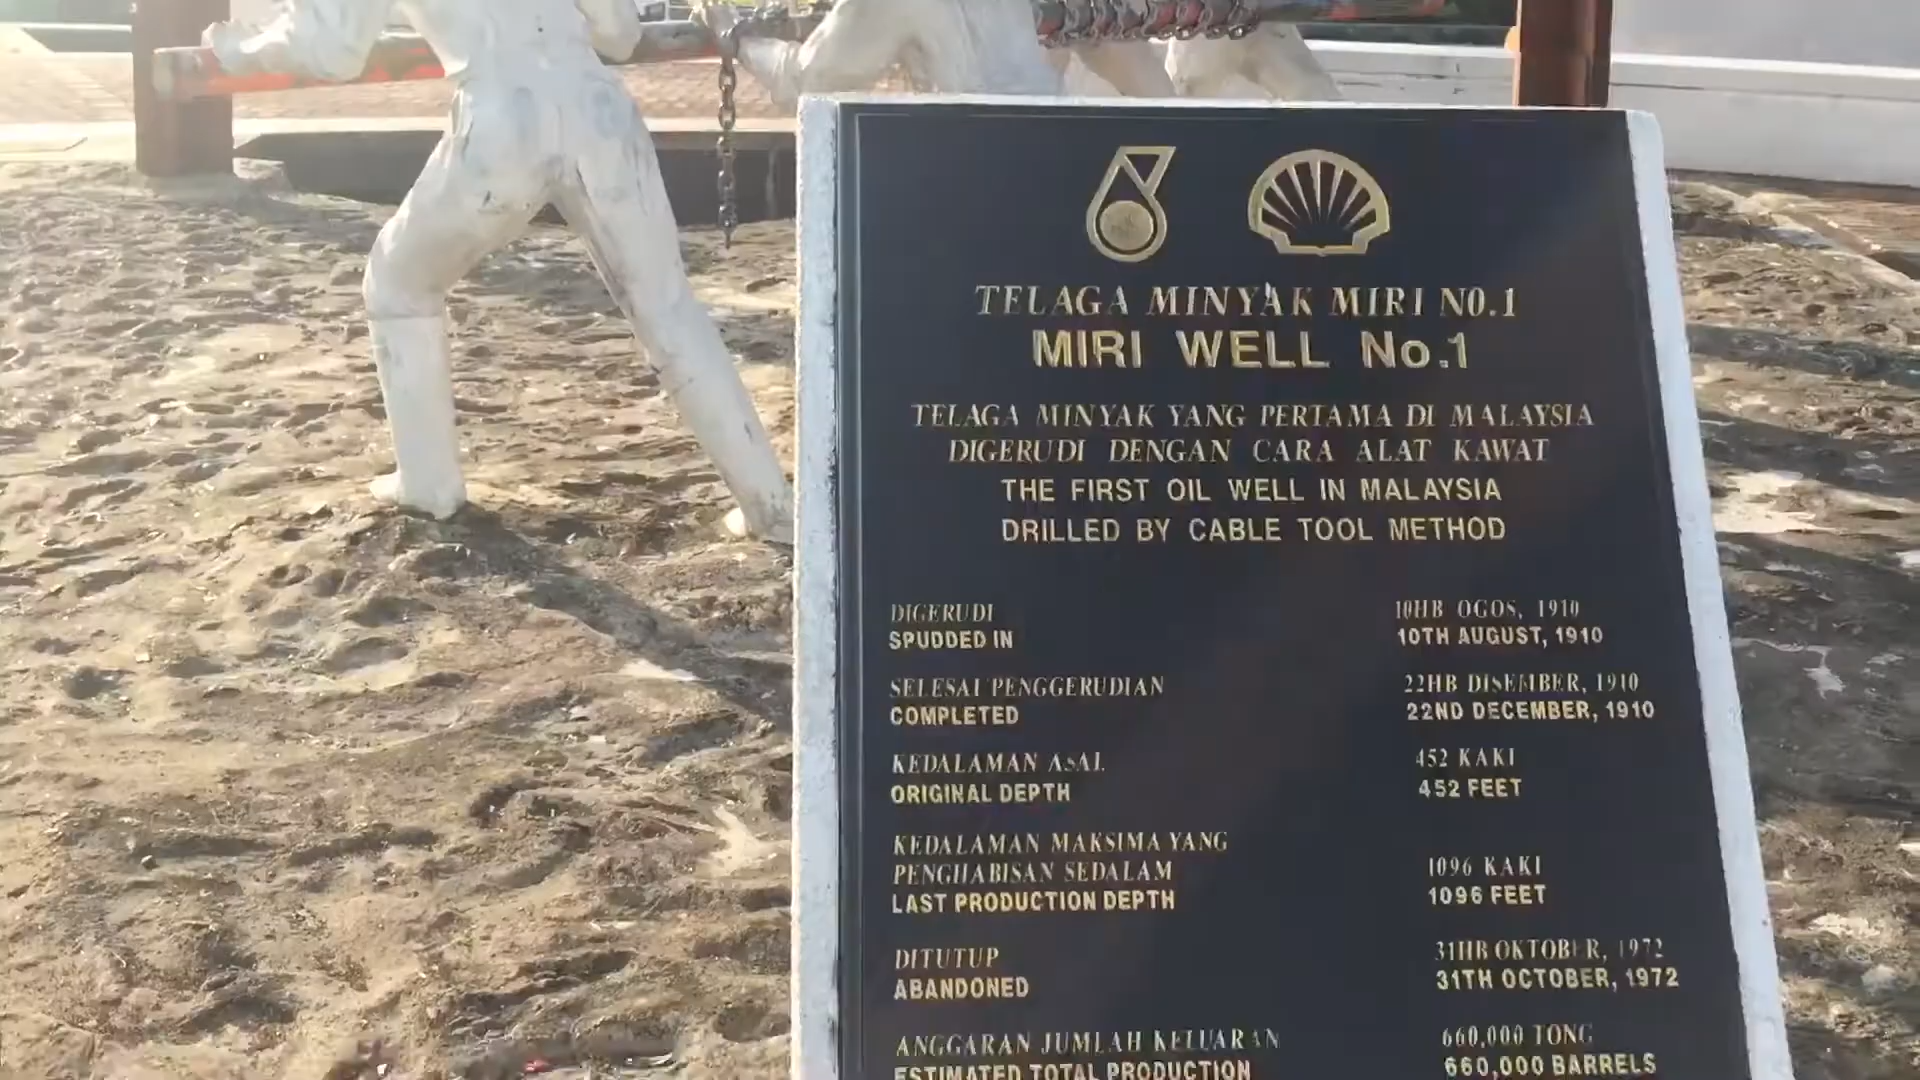 TELAGA MINYAK MIRI NO.1
MIRI WELL No.1
TELAGA MINYAK YANG PERTAMA DI MALAYSIA
DIGERUDI DENGAN CARA ALAT KAWAT
THE FIRST OIL WELL IN MALAYSIA
DRILLED BY CABLE TOOL METHOD
DIGERUDI 10HB OGOS, 1910
SPUDDED IN 10TH AUGUST, 1910
SELESAI PENGGERUDIAN 22HB DISEMBER, 1910
COMPLETED 22ND DECEMBER, 1910
KEDALAMAN ASAL 452 KAKI
ORIGINAL DEPTH 452 FEET
KEDALAMAN MAKSIMA YANG
PENGHABISAN SEDALAM 1096 KAKI
LAST PRODUCTION DEPTH 1096 FEET
DITUTUP 31HB OKTOBER, 1972
ABANDONED 31TH OCTOBER, 1972
ANGGARAN JUMLAH KELUARAN 660,000 TONG
ESTIMATED TOTAL PRODUCTION 660,000 BARRELS